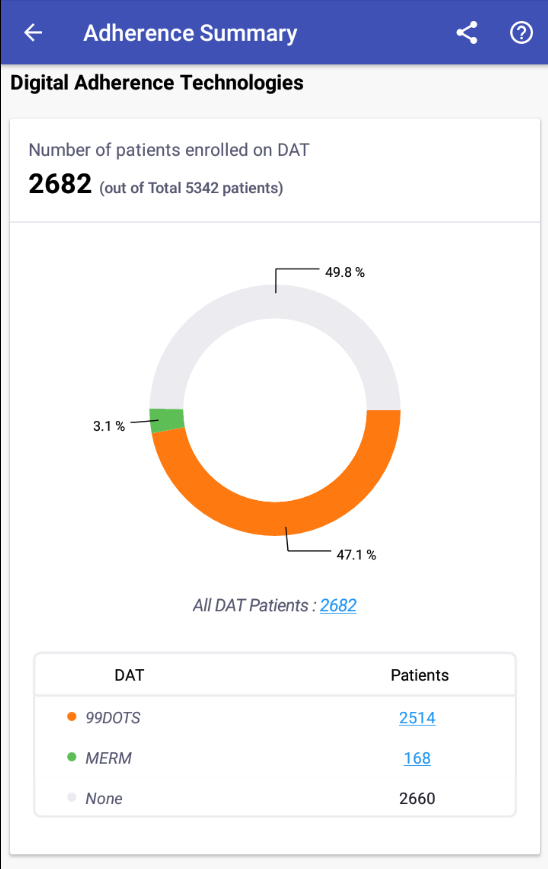 Adherence Summary
Digital Adherence Technologies
Number of patients enrolled on DAT
2682 (out of Total 5342 patients)
49.8 %
3.1 %
47.1 %
All DAT Patients : 2682
DAT Patients
99DOTS 2514
MERM 168
None 2660